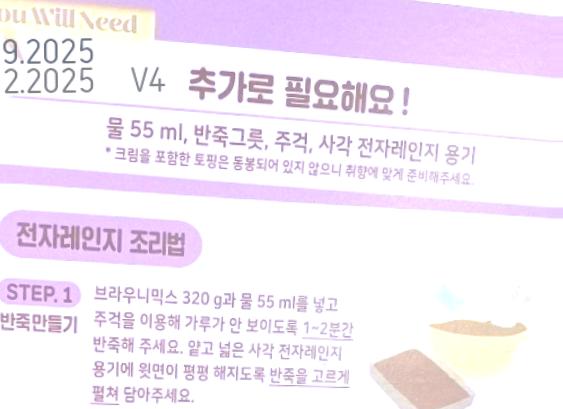 ou Will Need
9.2025
2.2025 V4
추가로 필요해요!
물 55 ml, 반죽그릇, 주걱, 사각 전자레인지 용기
* 크림을 포함한 토핑은 동봉되어 있지 않으니 취향에 맞게 준비해주세요.
전자레인지 조리법
STEP. 1
반죽만들기
브라우니믹스 320 g과 물 55 ml를 넣고
주걱을 이용해 가루가 안 보이도록 1~2분간
반죽해 주세요. 얇고 넓은 사각 전자레인지
용기에 윗면이 평평 해지도록 반죽을 고르게
펼쳐 담아주세요.